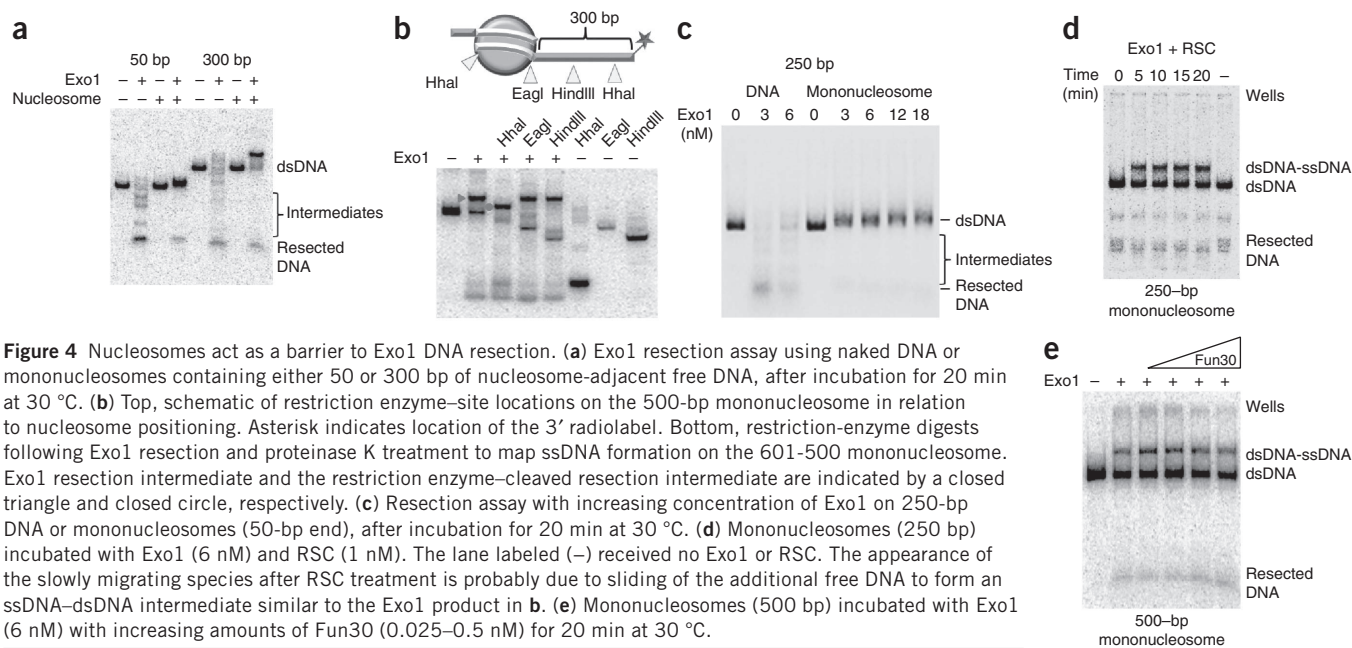 a
50 bp 300 bp
Exo1 – + – + – + – +
Nucleosome – – + + – – + +
dsDNA
Intermediates
Resected
DNA
b
300 bp
HhaI
EagI HindIII HhaI
HhaI EagI HindIII HhaI EagI HindIII
Exo1 – + + + + – – –
c
250 bp
DNA Mononucleosome
Exo1 0 3 6 0 3 6 12 18
(nM)
dsDNA
Intermediates
Resected
DNA
d
Exo1 + RSC
Time 0 5 10 15 20 –
(min)
Wells
dsDNA-ssDNA
dsDNA
Resected
DNA
250–bp
mononucleosome
e
Fun30
Exo1 – + + + + +
Wells
dsDNA-ssDNA
dsDNA
Resected
DNA
500–bp
mononucleosome
Figure 4 Nucleosomes act as a barrier to Exo1 DNA resection. (a) Exo1 resection assay using naked DNA or
mononucleosomes containing either 50 or 300 bp of nucleosome-adjacent free DNA, after incubation for 20 min
at 30 °C. (b) Top, schematic of restriction enzyme–site locations on the 500-bp mononucleosome in relation
to nucleosome positioning. Asterisk indicates location of the 3′ radiolabel. Bottom, restriction-enzyme digests
following Exo1 resection and proteinase K treatment to map ssDNA formation on the 601-500 mononucleosome.
Exo1 resection intermediate and the restriction enzyme–cleaved resection intermediate are indicated by a closed
triangle and closed circle, respectively. (c) Resection assay with increasing concentration of Exo1 on 250-bp
DNA or mononucleosomes (50-bp end), after incubation for 20 min at 30 °C. (d) Mononucleosomes (250 bp)
incubated with Exo1 (6 nM) and RSC (1 nM). The lane labeled (–) received no Exo1 or RSC. The appearance of
the slowly migrating species after RSC treatment is probably due to sliding of the additional free DNA to form an
ssDNA–dsDNA intermediate similar to the Exo1 product in b. (e) Mononucleosomes (500 bp) incubated with Exo1
(6 nM) with increasing amounts of Fun30 (0.025–0.5 nM) for 20 min at 30 °C.